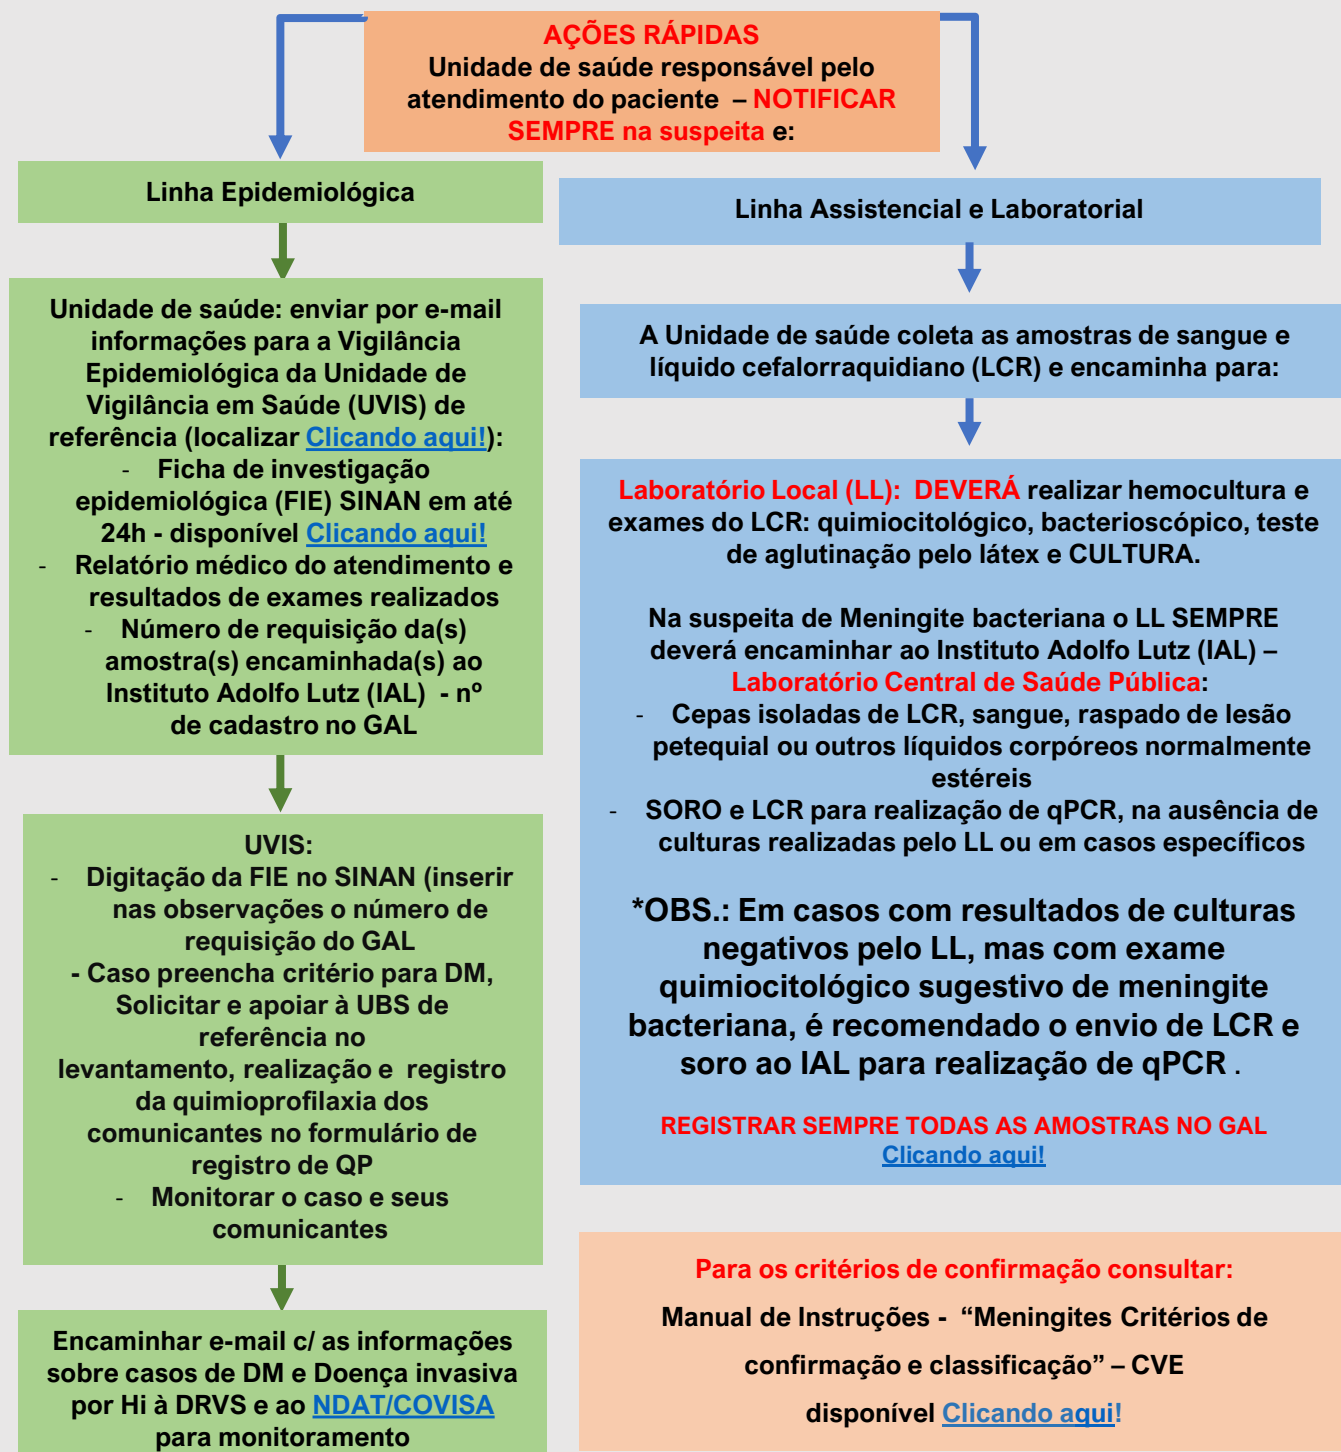 AÇÕES RÁPIDAS
Unidade de saúde responsável pelo
atendimento do paciente – NOTIFICAR
SEMPRE na suspeita e:
Linha Epidemiológica
Unidade de saúde: enviar por e-mail
informações para a Vigilância
Epidemiológica da Unidade de
Vigilância em Saúde (UVIS) de
referência (localizar Clicando aqui!):
- Ficha de investigação
epidemiológica (FIE) SINAN em até
24h - disponível Clicando aqui!
- Relatório médico do atendimento e
resultados de exames realizados
- Número de requisição da(s)
amostra(s) encaminhada(s) ao
Instituto Adolfo Lutz (IAL) - nº
de cadastro no GAL
UVIS:
- Digitação da FIE no SINAN (inserir
nas observações o número de
requisição do GAL
- Caso preencha critério para DM,
Solicitar e apoiar à UBS de
referência no
levantamento, realização e registro
da quimioprofilaxia dos
comunicantes no formulário de
registro de QP
- Monitorar o caso e seus
comunicantes
Encaminhar e-mail c/ as informações
sobre casos de DM e Doença invasiva
por Hi à DRVS e ao NDAT/COVISA
para monitoramento
Linha Assistencial e Laboratorial
A Unidade de saúde coleta as amostras de sangue e
líquido cefalorraquidiano (LCR) e encaminha para:
Laboratório Local (LL): DEVERÁ realizar hemocultura e
exames do LCR: quimiocitológico, bacterioscópico, teste
de aglutinação pelo látex e CULTURA.
Na suspeita de Meningite bacteriana o LL SEMPRE
deverá encaminhar ao Instituto Adolfo Lutz (IAL) –
Laboratório Central de Saúde Pública:
- Cepas isoladas de LCR, sangue, raspado de lesão
petequial ou outros líquidos corpóreos normalmente
estéreis
- SORO e LCR para realização de qPCR, na ausência de
culturas realizadas pelo LL ou em casos específicos
*OBS.: Em casos com resultados de culturas
negativos pelo LL, mas com exame
quimiocitológico sugestivo de meningite
bacteriana, é recomendado o envio de LCR e
soro ao IAL para realização de qPCR .
REGISTRAR SEMPRE TODAS AS AMOSTRAS NO GAL
Clicando aqui!
Para os critérios de confirmação consultar:
Manual de Instruções - “Meningites Critérios de
confirmação e classificação” – CVE
disponível Clicando aqui!